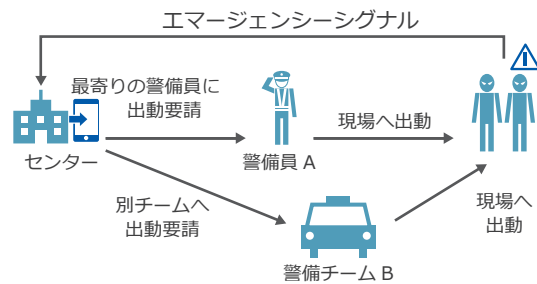 エマージェンシーシグナル
最寄りの警備員に
出動要請
現場へ出動
センター
警備員 A
別チームへ
出動要請
現場へ
出動
警備チーム B